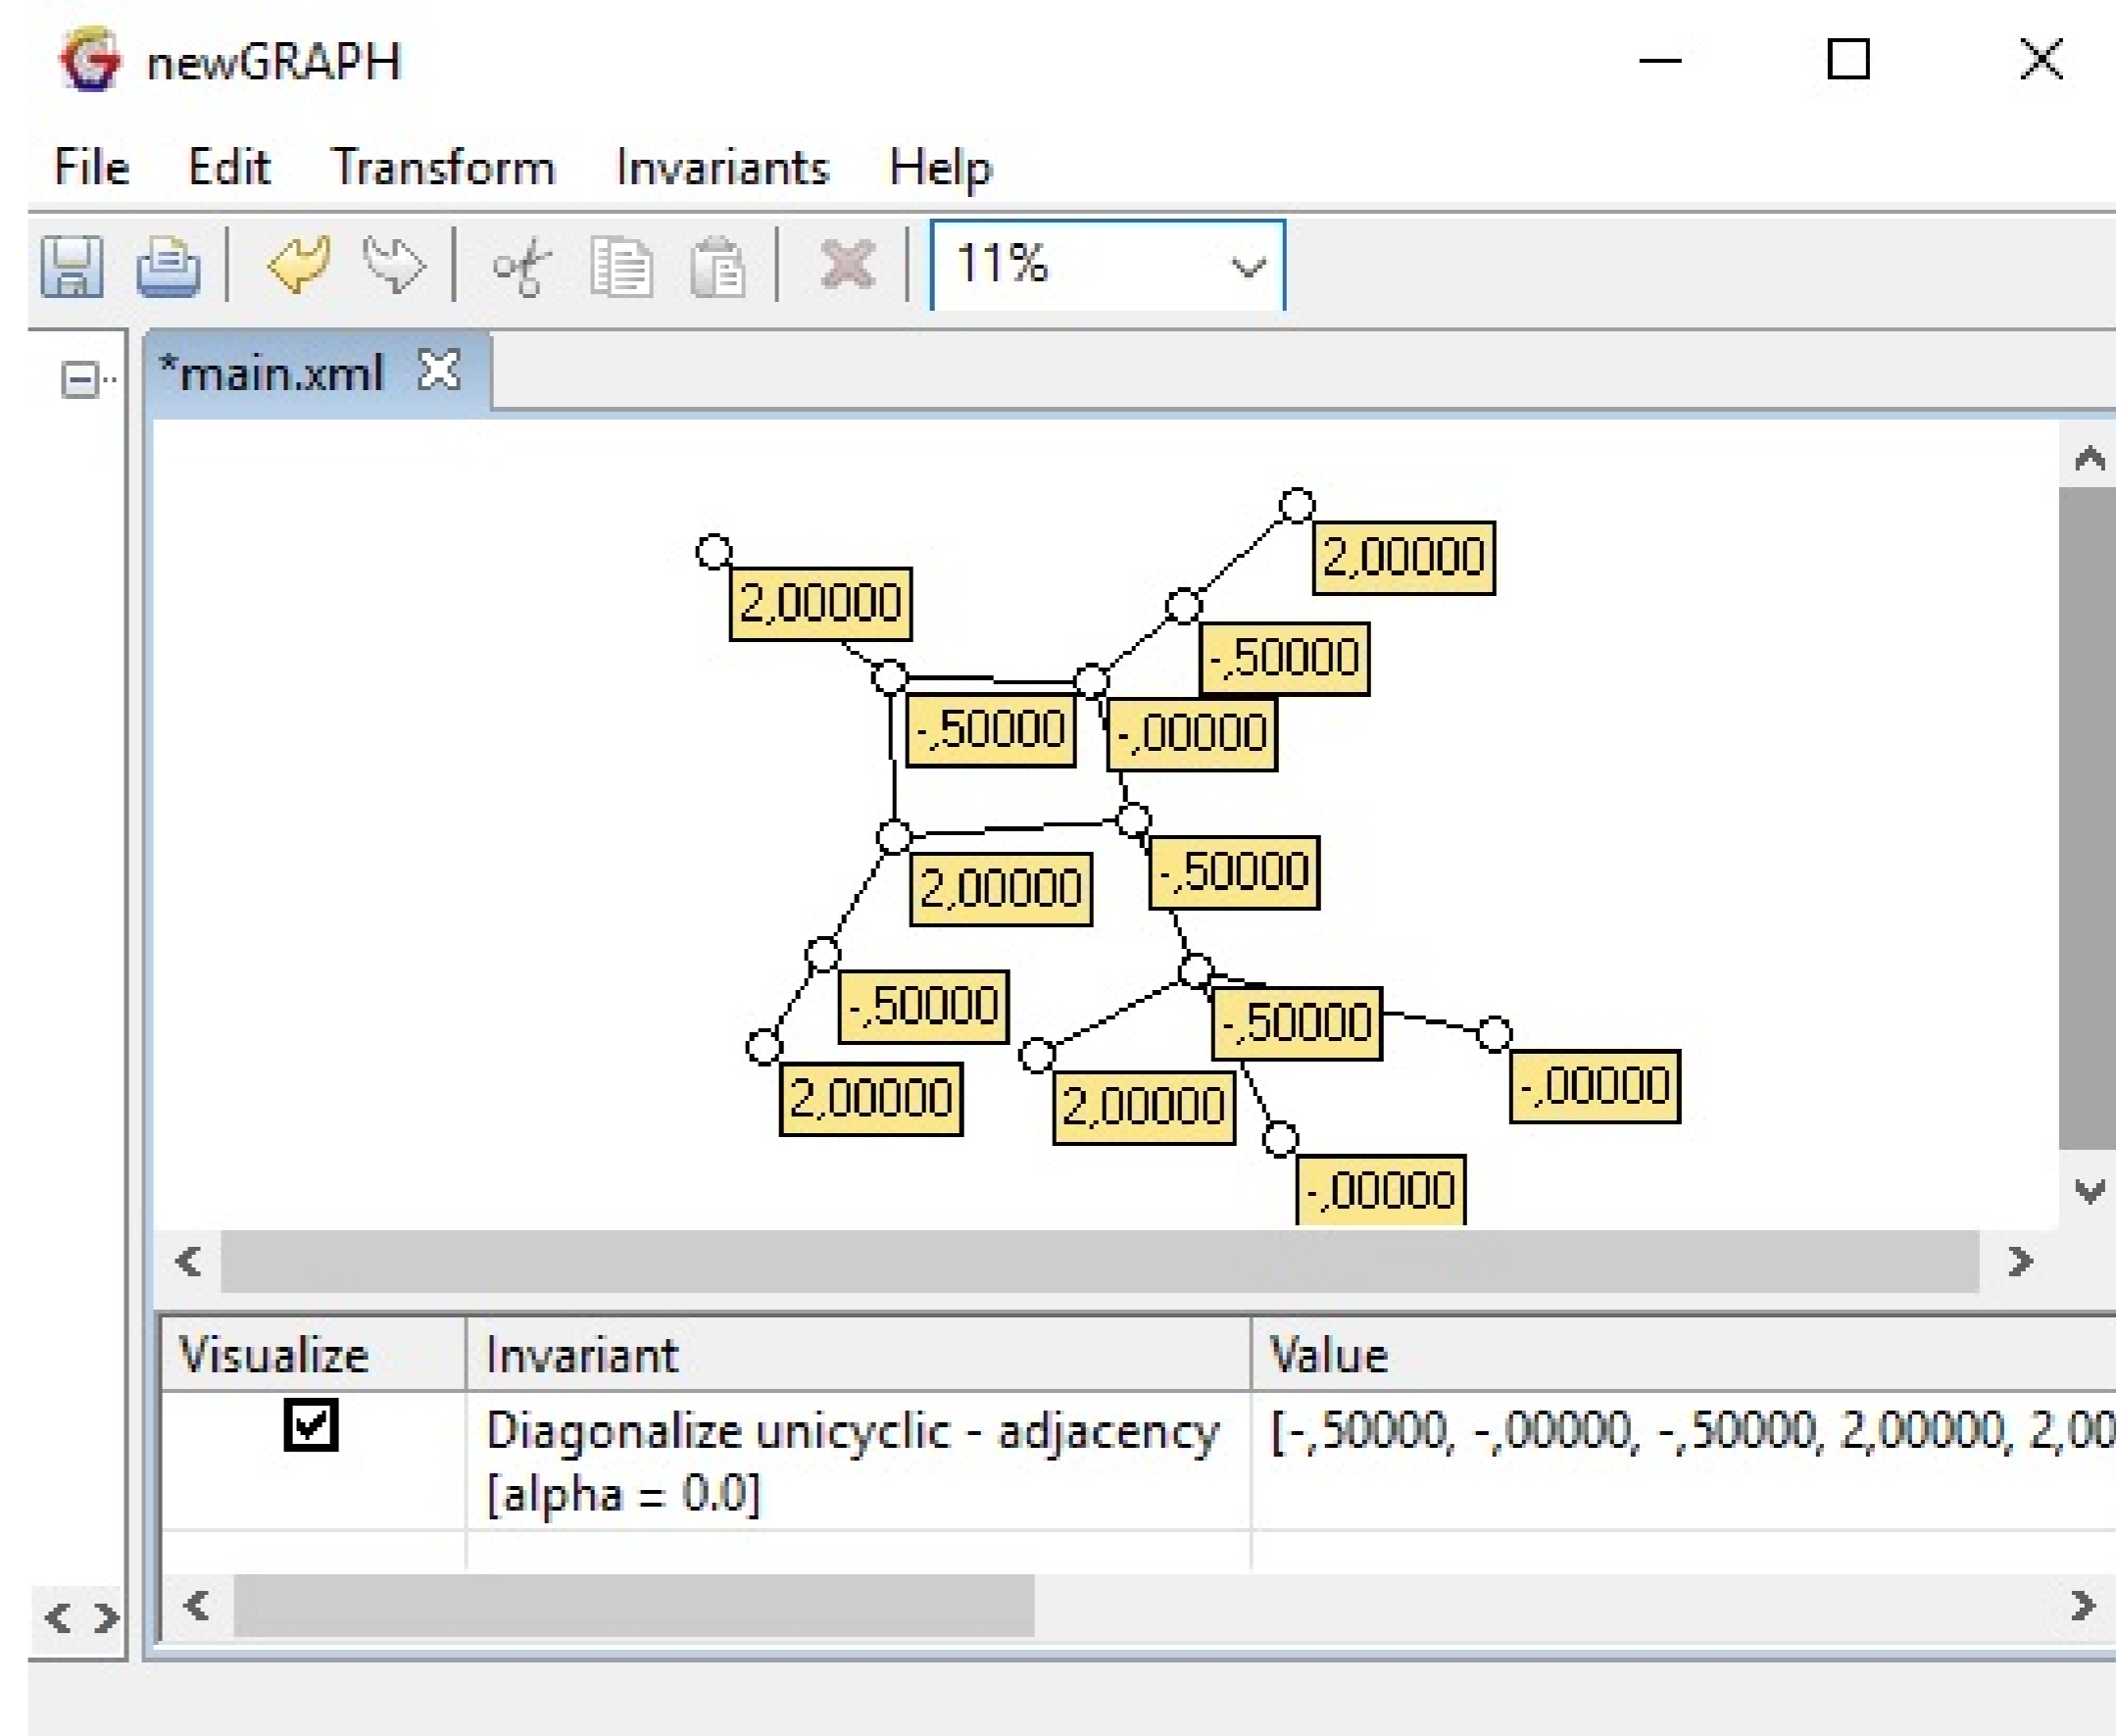 newGRAPH
File Edit Transform Invariants Help
11%
*main.xml
2,00000
2,00000
-,50000
-,50000
-,00000
2,00000
-,50000
-,50000
-,50000
2,00000
2,00000
-,00000
-,00000
Visualize Invariant Value
Diagonalize unicyclic - adjacency [-,50000, -,00000, -,50000, 2,00000, 2,00
[alpha = 0.0]